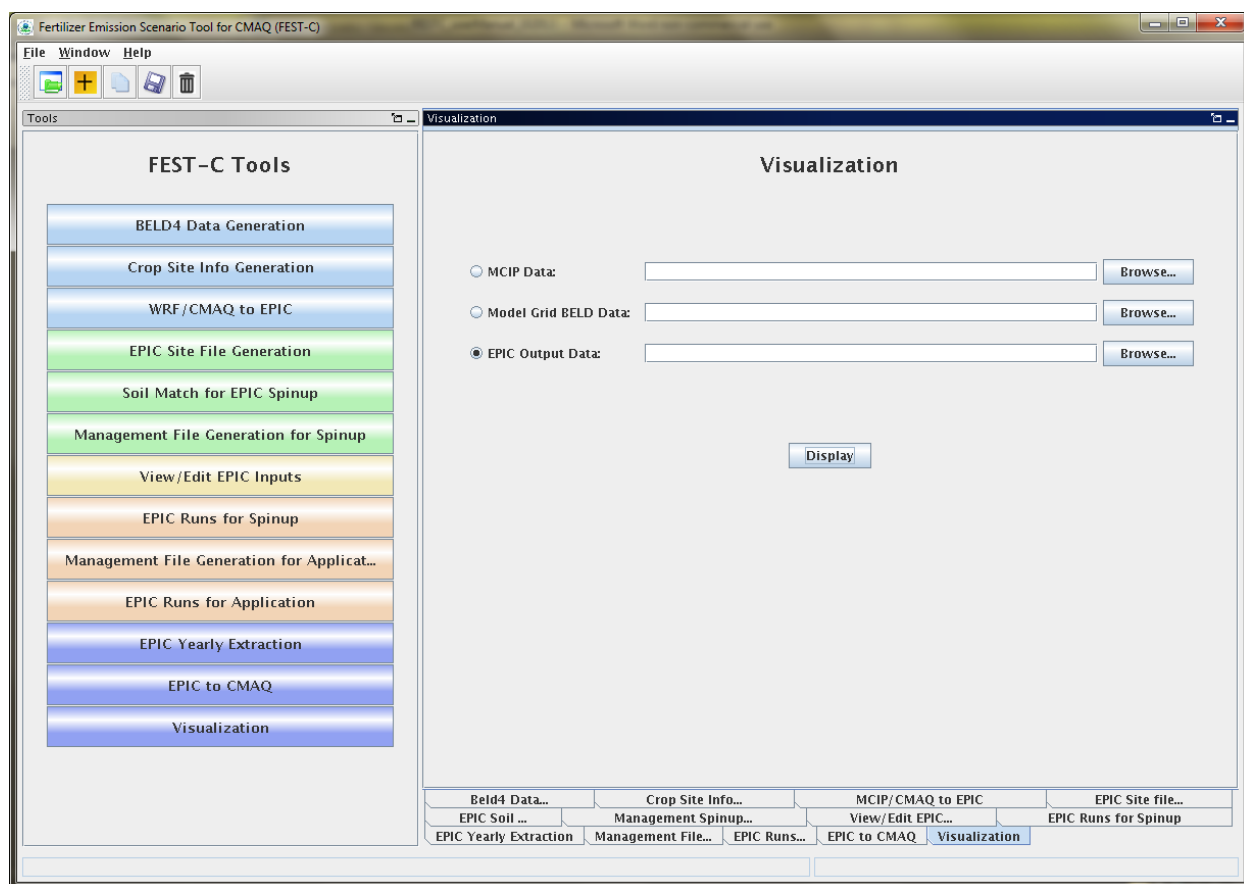 Fertilizer Emission Scenario Tool for CMAQ (FEST-C)
File Window Help
Tools
Visualization
FEST-C Tools
BELD4 Data Generation
Crop Site Info Generation
WRF/CMAQ to EPIC
EPIC Site File Generation
Soil Match for EPIC Spinup
Management File Generation for Spinup
View/Edit EPIC Inputs
EPIC Runs for Spinup
Management File Generation for Applicat...
EPIC Runs for Application
EPIC Yearly Extraction
EPIC to CMAQ
Visualization
Visualization
MCIP Data: Browse...
Model Grid BELD Data: Browse...
EPIC Output Data: Browse...
Display
Beld4 Data... Crop Site Info... MCIP/CMAQ to EPIC EPIC Site file...
EPIC Soil ... Management Spinup... View/Edit EPIC... EPIC Runs for Spinup
EPIC Yearly Extraction Management File... EPIC Runs... EPIC to CMAQ Visualization